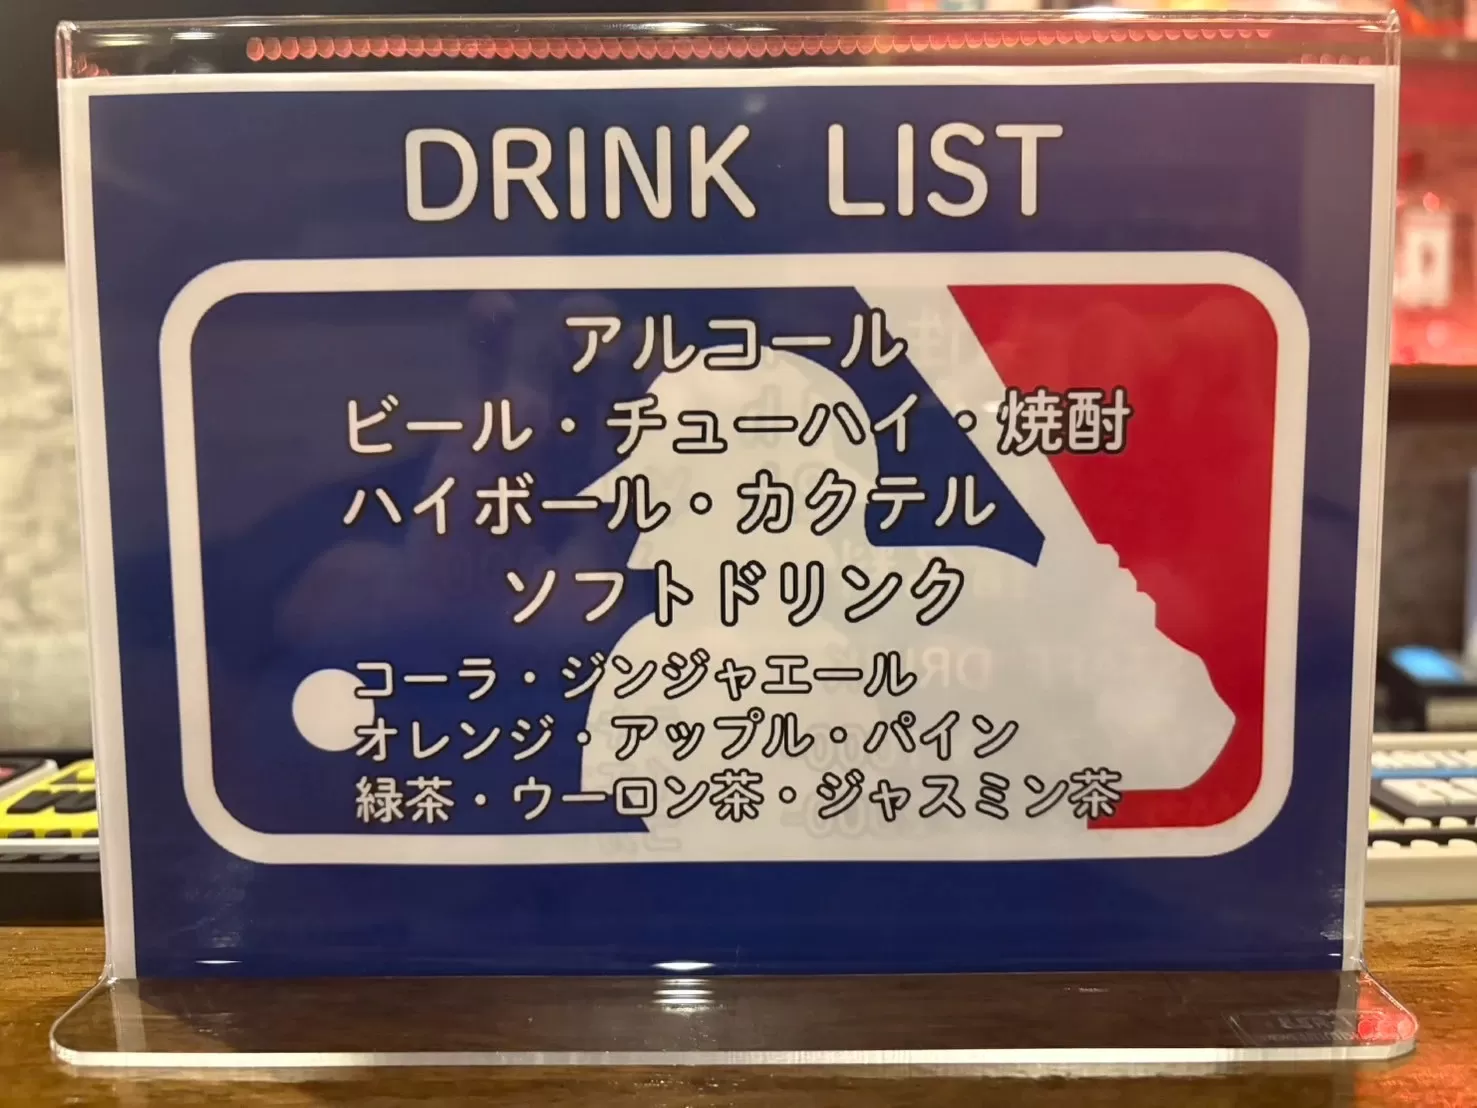 DRINK LIST
アルコール
ビール・チューハイ・焼酎
ハイボール・カクテル
ソフトドリンク
コーラ・ジンジャエール
オレンジ・アップル・パイン
緑茶・ウーロン茶・ジャスミン茶